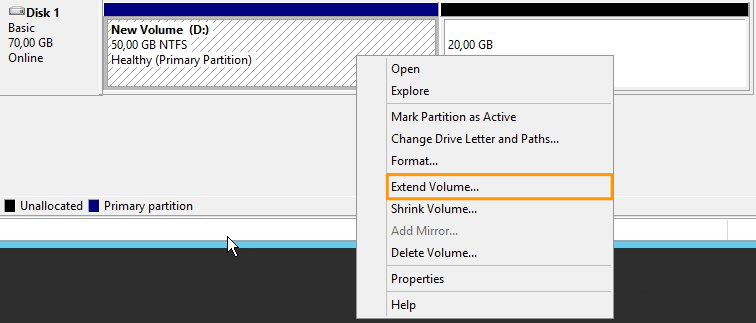 Disk 1
Basic
70,00 GB
Online
New Volume (D:)
50,00 GB NTFS
Healthy (Primary Partition)
20,00 GB
Open
Explore
Mark Partition as Active
Change Drive Letter and Paths...
Format...
Extend Volume...
Shrink Volume...
Add Mirror...
Delete Volume...
Properties
Help
Unallocated
Primary partition